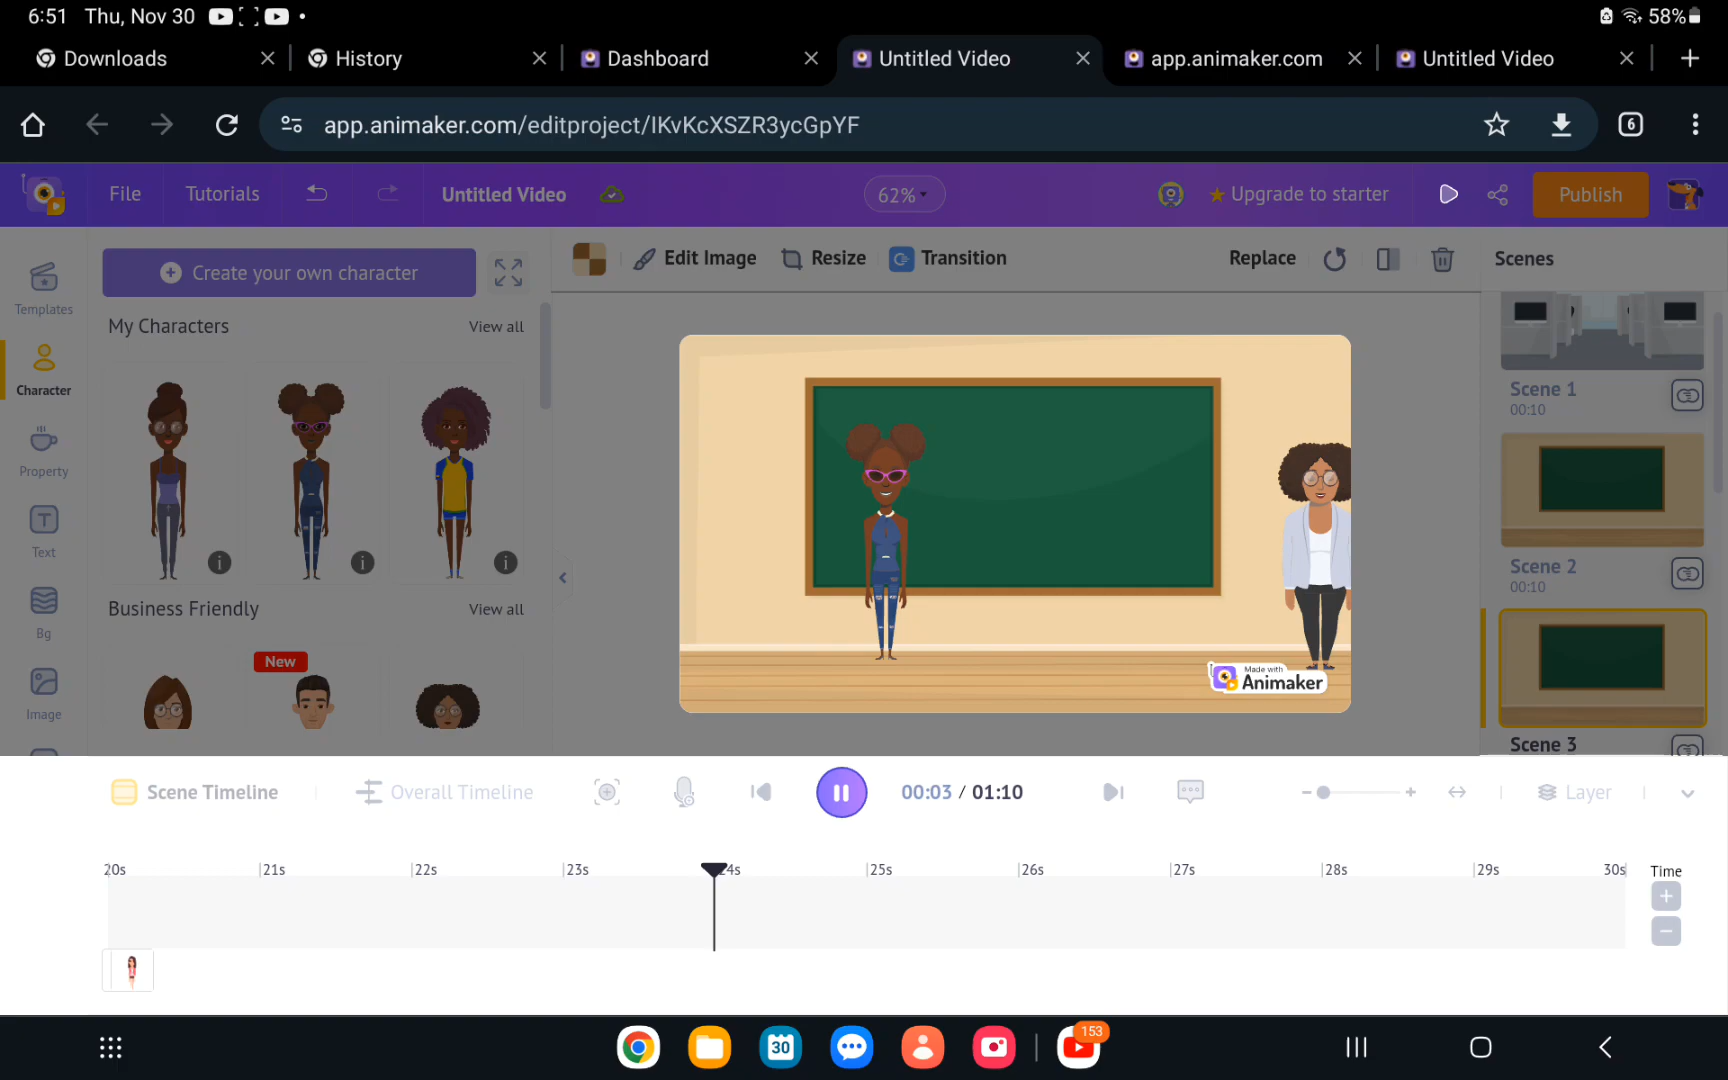 6:51 Thu, Nov 30
58%
Downloads
History
Dashboard
Untitled Video
app.animaker.com
Untitled Video
app.animaker.com/editproject/IKvKcXSZR3ycGpYF
6
File
Tutorials
Untitled Video
62%
Upgrade to starter
Publish
Templates
Character
Property
Text
Bg
Image
Create your own character
My Characters
View all
Business Friendly
View all
New
Edit Image
Resize
Transition
Replace
Scenes
Made with
Animaker
Scene 1
00:10
Scene 2
00:10
Scene 3
Scene Timeline
Overall Timeline
00:03 / 01:10
Layer
20s
21s
22s
23s
24s
25s
26s
27s
28s
29s
30s
Time
30
153